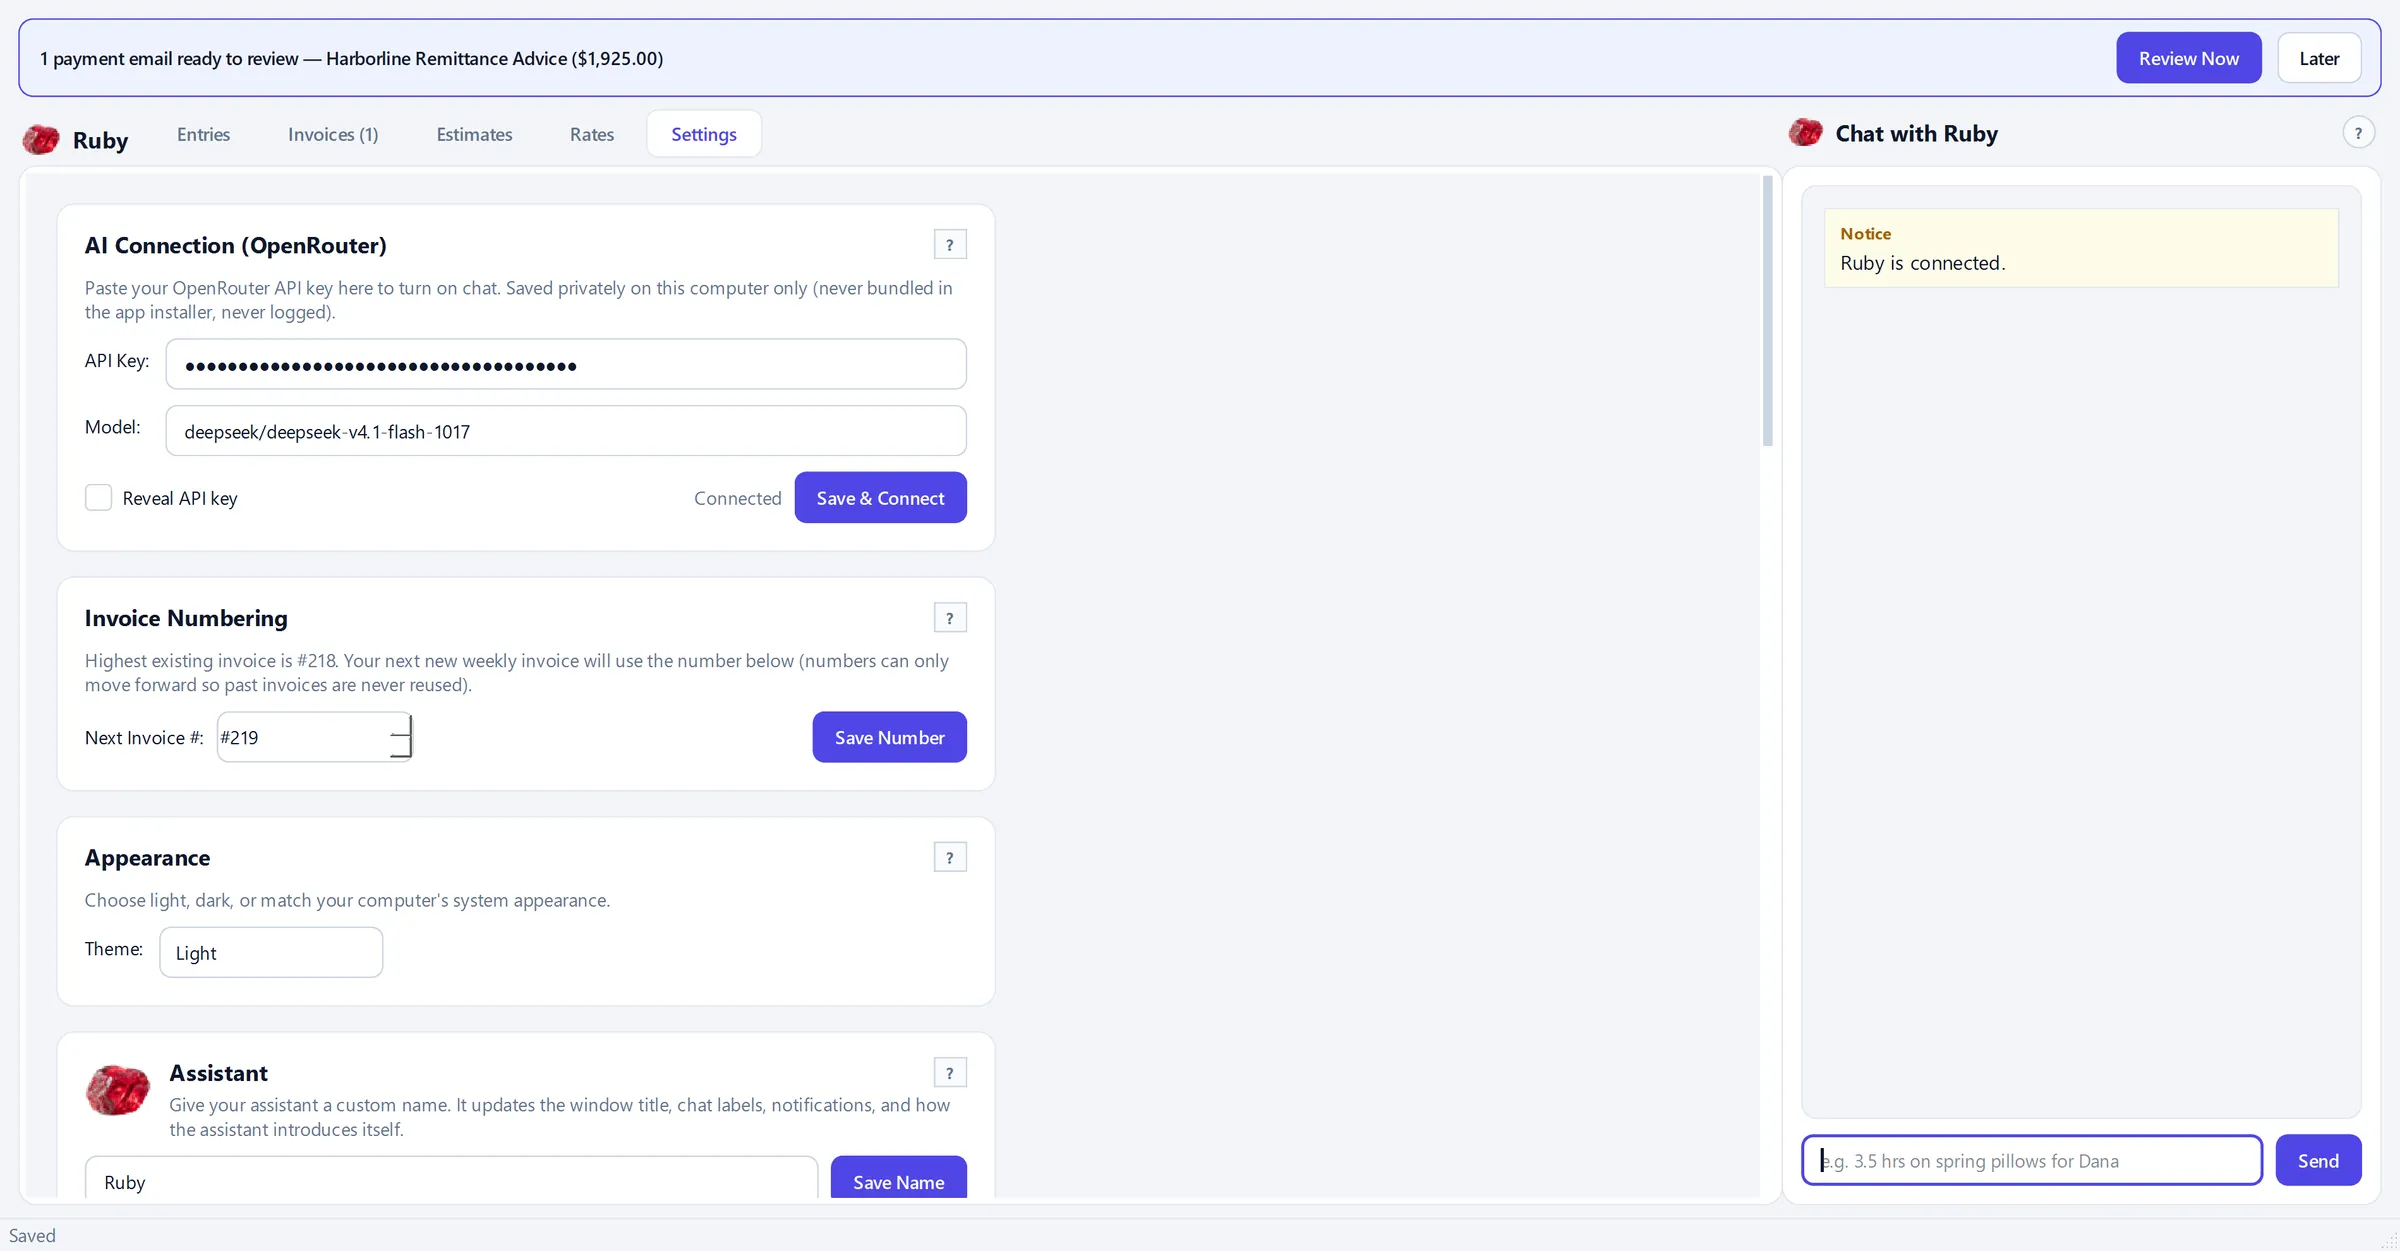 1 payment email ready to review — Harborline Remittance Advice ($1,925.00)
Review Now
Later
Ruby
Entries
Invoices (1)
Estimates
Rates
Settings
Chat with Ruby
?
AI Connection (OpenRouter)
?
Paste your OpenRouter API key here to turn on chat. Saved privately on this computer only (never bundled in
the app installer, never logged).
API Key:
●●●●●●●●●●●●●●●●●●●●●●●●●●●●●●●●●●●●●
Model:
deepseek/deepseek-v4.1-flash-1017
Reveal API key
Connected
Save & Connect
Invoice Numbering
?
Highest existing invoice is #218. Your next new weekly invoice will use the number below (numbers can only
move forward so past invoices are never reused).
Next Invoice #:
#219
Save Number
Appearance
?
Choose light, dark, or match your computer's system appearance.
Theme:
Light
Assistant
?
Give your assistant a custom name. It updates the window title, chat labels, notifications, and how
the assistant introduces itself.
Ruby
Save Name
Notice
Ruby is connected.
e.g. 3.5 hrs on spring pillows for Dana
Send
Saved